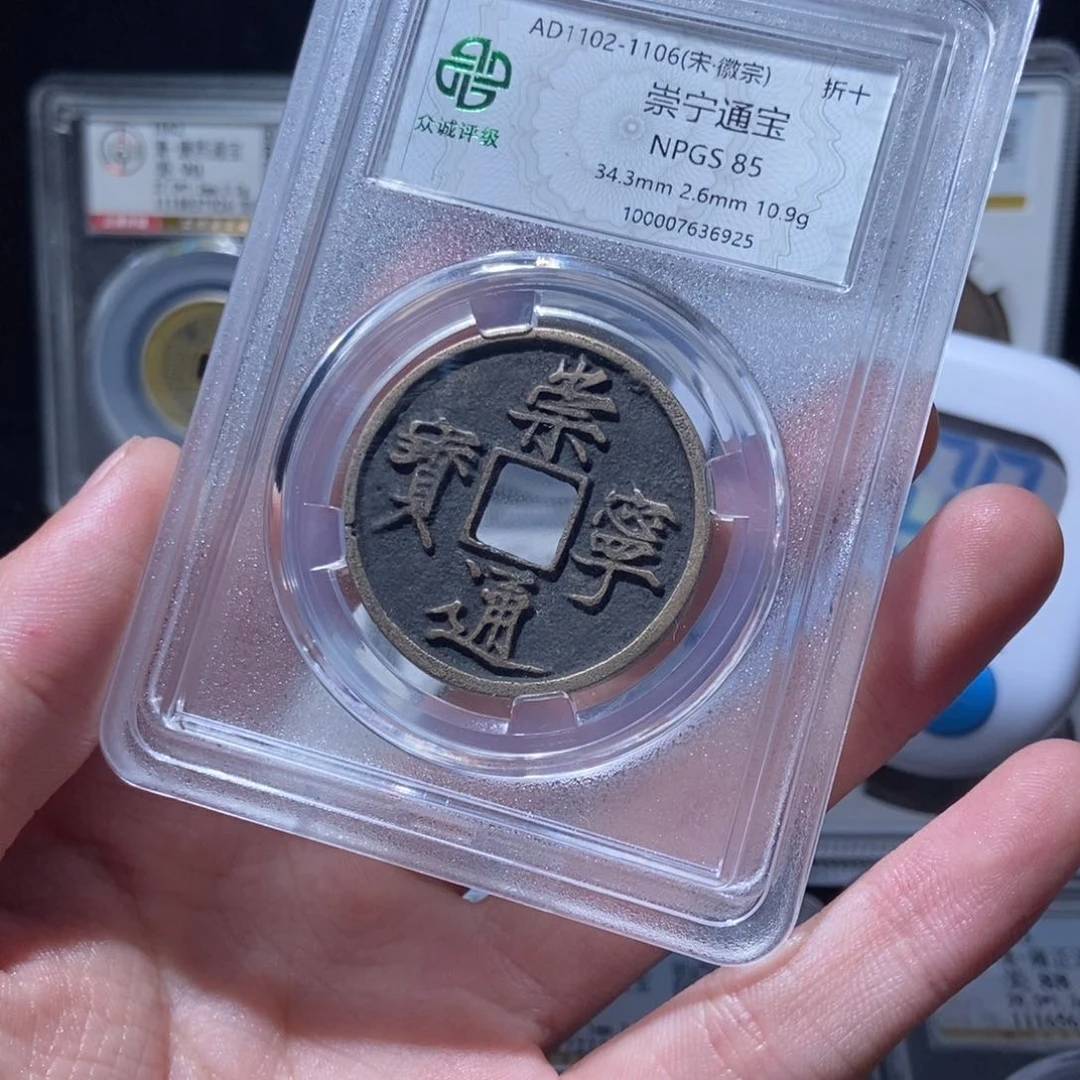 AD1102-1106(宋·徽宗) 折十
众诚评级 崇宁通宝
NPGS 85
34.3mm 2.6mm 10.9g
100007636925
崇寧通寳